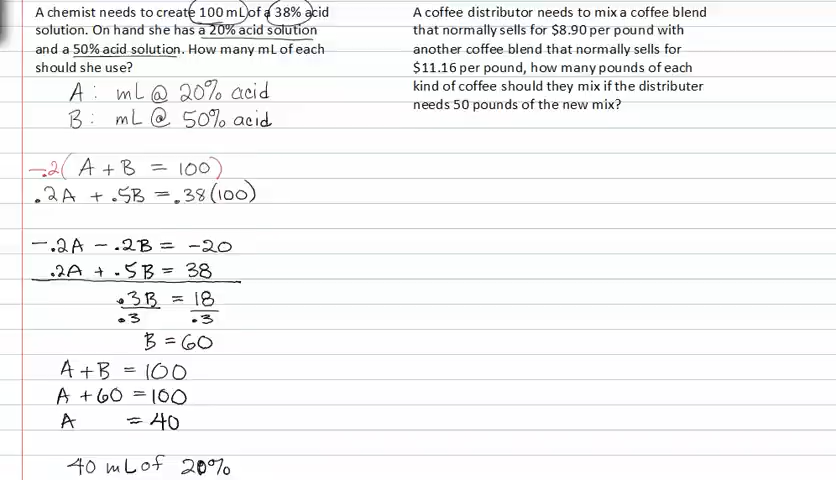 A chemist needs to create 100 mL of a 38% acid
solution. On hand she has a 20% acid solution
and a 50% acid solution. How many mL of each
should she use?
A: mL @ 20% acid
B: mL @ 50% acid
-.2( A + B = 100 )
.2A + .5B = .38(100)
-.2A - .2B = -20
.2A + .5B = 38
.3B = 18
.3 .3
B = 60
A + B = 100
A + 60 = 100
A = 40
40 mL of 20%
A coffee distributor needs to mix a coffee blend
that normally sells for $8.90 per pound with
another coffee blend that normally sells for
$11.16 per pound, how many pounds of each
kind of coffee should they mix if the distributer
needs 50 pounds of the new mix?